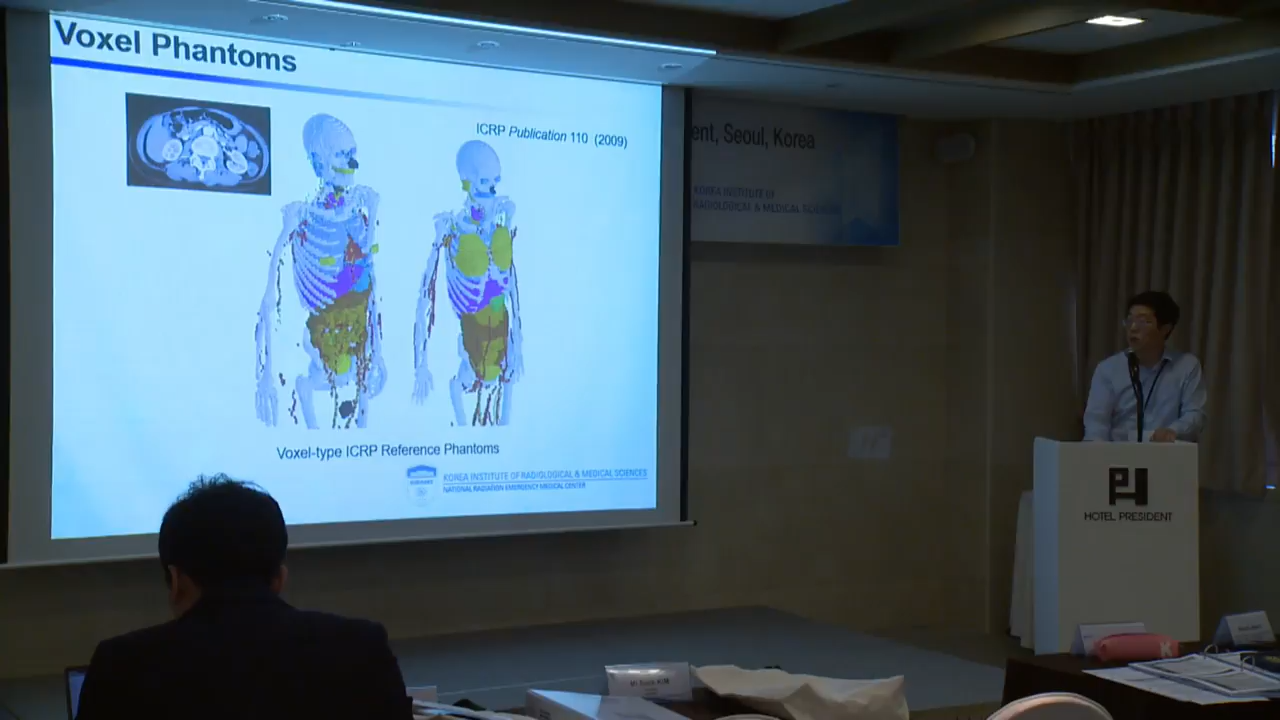 Voxel Phantoms
ICRP Publication 110 (2009)
Voxel-type ICRP Reference Phantoms
KOREA INSTITUTE OF RADIOLOGICAL & MEDICAL SCIENCES
NATIONAL RADIATION EMERGENCY MEDICAL CENTER
ent, Seoul, Korea
KOREA INSTITUTE OF
RADIOLOGICAL & MEDICAL SCIENCES
HOTEL PRESIDENT
K